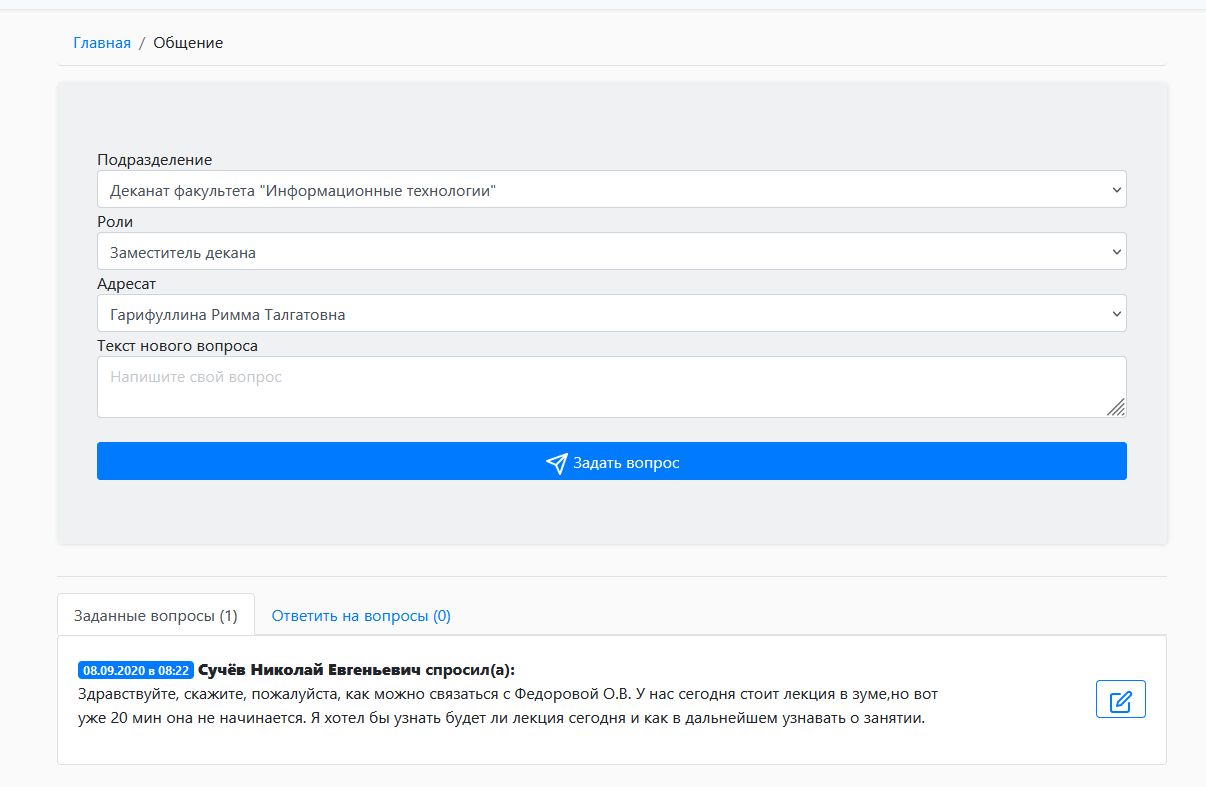 Главная / Общение
Подразделение
Деканат факультета "Информационные технологии"
Роли
Заместитель декана
Адресат
Гарифуллина Римма Талгатовна
Текст нового вопроса
Напишите свой вопрос
Задать вопрос
Заданные вопросы (1) Ответить на вопросы (0)
08.09.2020 в 08:22 Сучёв Николай Евгеньевич спросил(а):
Здравствуйте, скажите, пожалуйста, как можно связаться с Федоровой О.В. У нас сегодня стоит лекция в зуме,но вот
уже 20 мин она не начинается. Я хотел бы узнать будет ли лекция сегодня и как в дальнейшем узнавать о занятии.